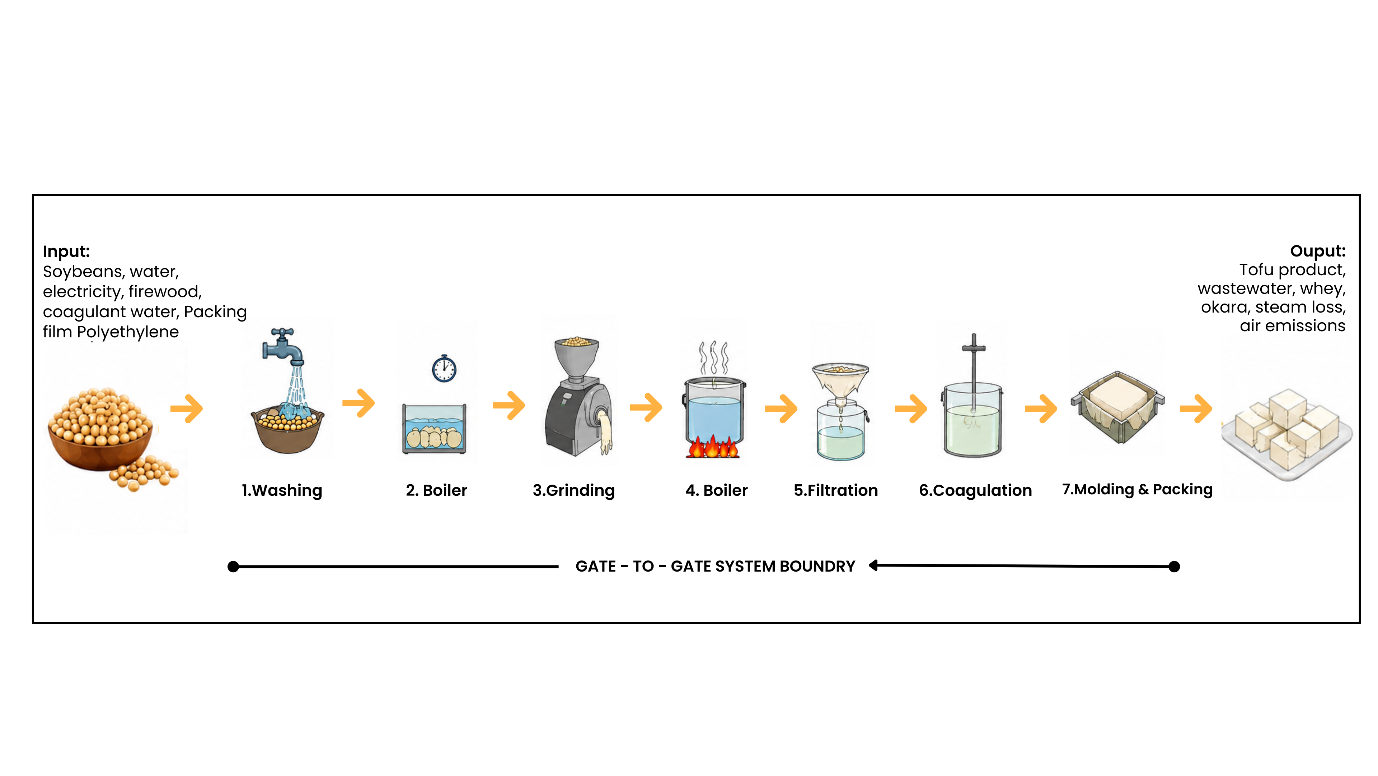 Input:
Soybeans, water,
electricity, firewood,
coagulant water, Packing
film Polyethylene
Ouput:
Tofu product,
wastewater, whey,
okara, steam loss,
air emissions
1.Washing
2. Boiler
3.Grinding
4. Boiler
5.Filtration
6.Coagulation
7.Molding & Packing
GATE - TO - GATE SYSTEM BOUNDRY